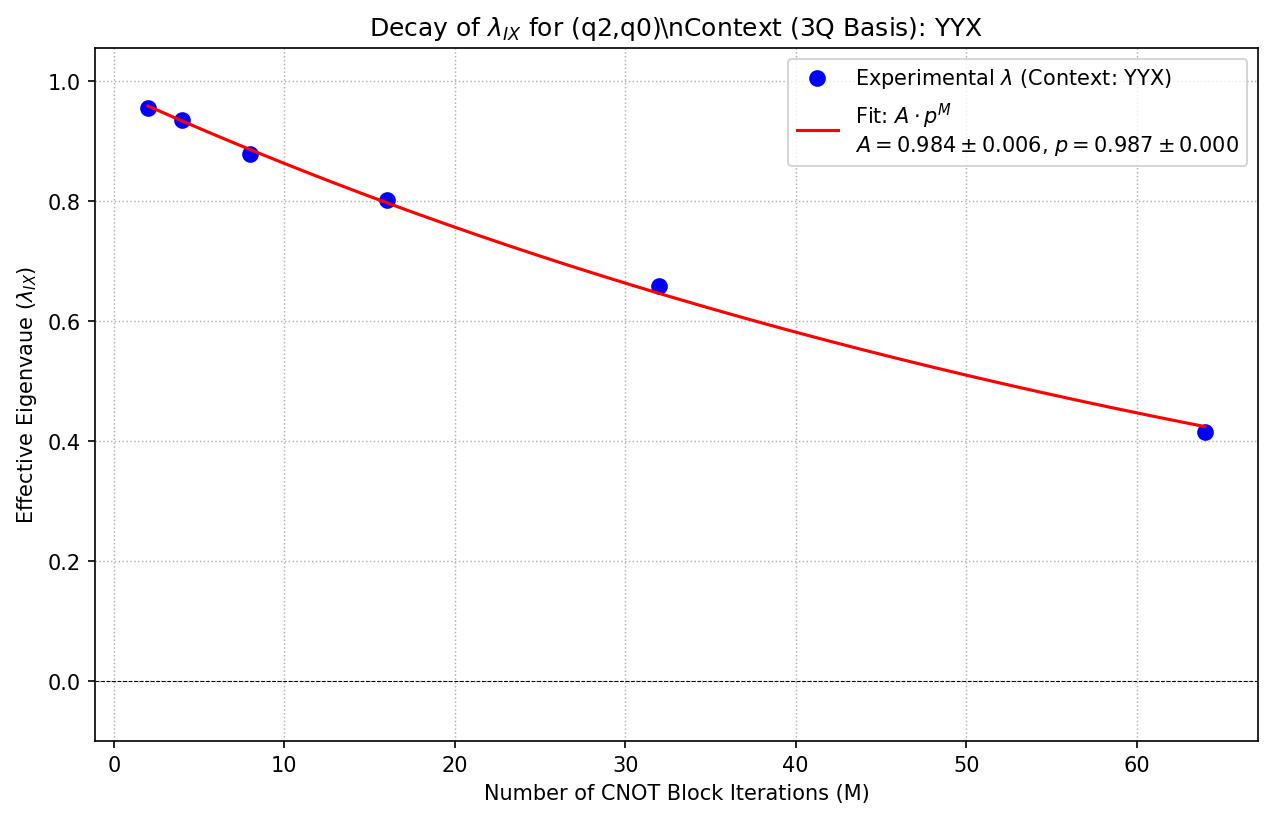 Decay of λ_IX for (q2,q0)\nContext (3Q Basis): YYX
Experimental λ (Context: YYX)
Fit: A · p^M
A = 0.984 ± 0.006, p = 0.987 ± 0.000
Effective Eigenvaue (λ_IX)
1.0
0.8
0.6
0.4
0.2
0.0
0 10 20 30 40 50 60
Number of CNOT Block Iterations (M)